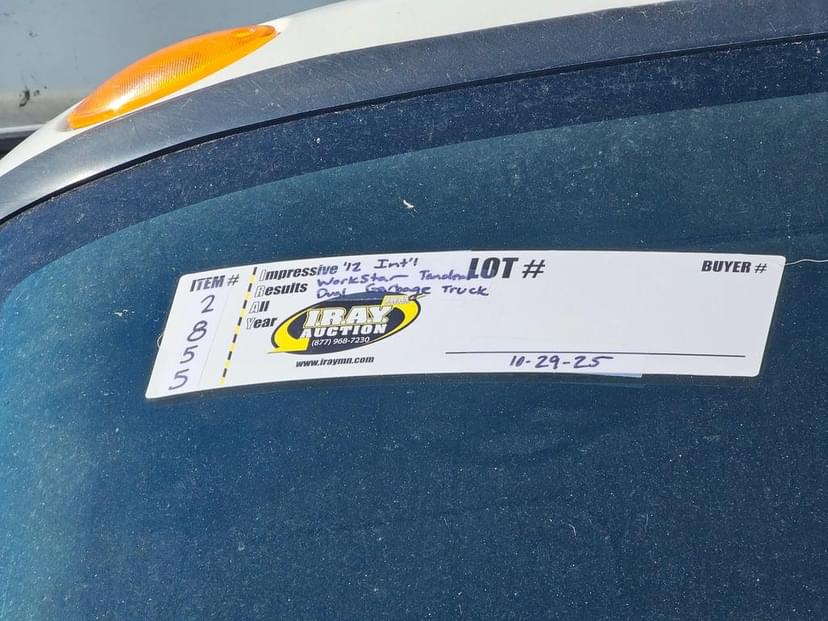 ITEM #
2
8
5
5
Impressive '12 Int'l
Results WorkStar Tandem
All Dual Garbage Truck
Year
I.RAY
AUCTION
(877) 968-7230
www.iraymn.com
LOT #
10-29-25
BUYER #